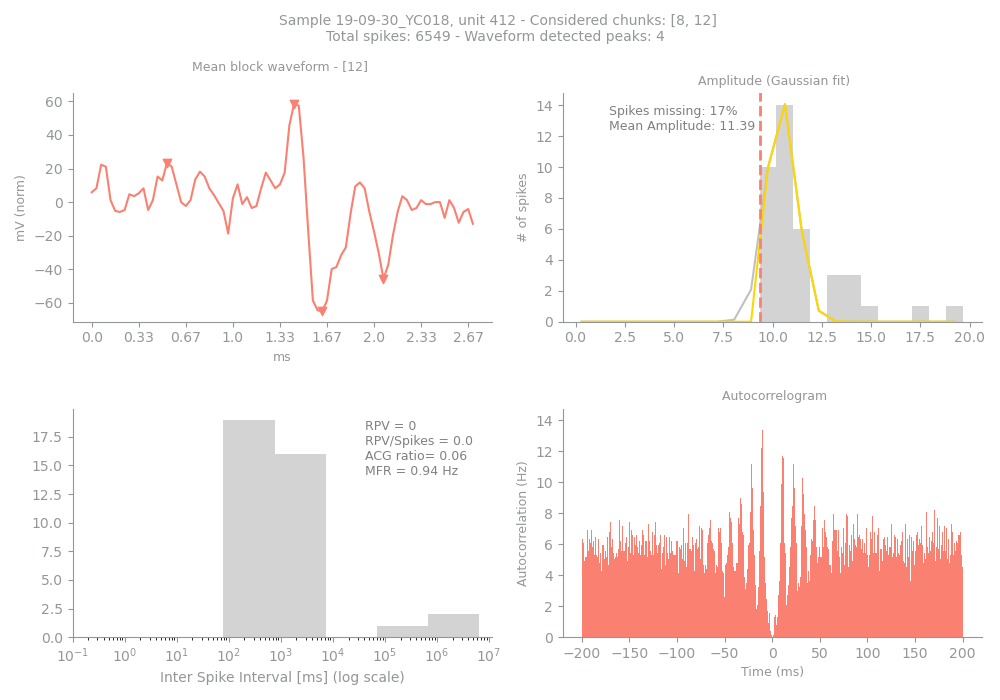 Sample 19-09-30_YC018, unit 412 - Considered chunks: [8, 12]
Total spikes: 6549 - Waveform detected peaks: 4
Mean block waveform - [12]
60
40
20
0
−20
−40
−60
mV (norm)
0.0 0.33 0.67 1.0 1.33 1.67 2.0 2.33 2.67
ms
Amplitude (Gaussian fit)
Spikes missing: 17%
Mean Amplitude: 11.39
14
12
10
8
6
4
2
0
# of spikes
0.0 2.5 5.0 7.5 10.0 12.5 15.0 17.5 20.0
RPV = 0
RPV/Spikes = 0.0
ACG ratio= 0.06
MFR = 0.94 Hz
17.5
15.0
12.5
10.0
7.5
5.0
2.5
0.0
10⁻¹ 10⁰ 10¹ 10² 10³ 10⁴ 10⁵ 10⁶ 10⁷
Inter Spike Interval [ms] (log scale)
Autocorrelogram
14
12
10
8
6
4
2
0
Autocorrelation (Hz)
−200 −150 −100 −50 0 50 100 150 200
Time (ms)